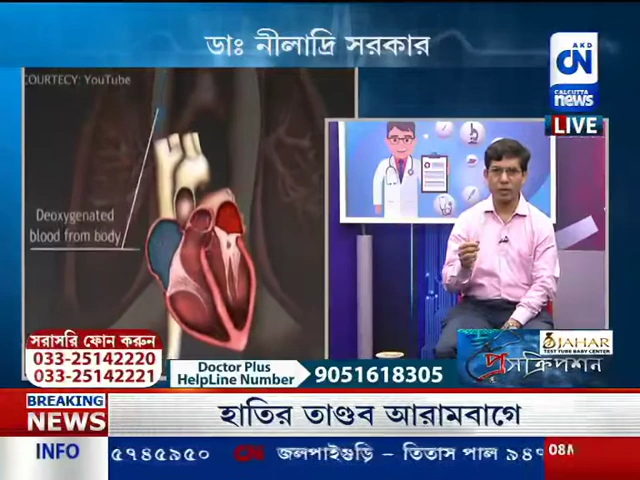 ডাঃ নীলাদ্রি সরকার
COURTECY: YouTube
AKD
CN
CALCUTTA
news
LIVE
Deoxygenated
blood from body
সরাসরি ফোন করুন
033-25142220
033-25142221
Doctor Plus
HelpLine Number
9051618305
JAHAR
TEST TUBE BABY CENTER
প্রেসক্রিপশন
BREAKING
NEWS
হাতির তাণ্ডব আরামবাগে
INFO
৫৭৪৫৯৫০ CN জলপাইগুড়ি – তিতাস পাল ৯৪৭